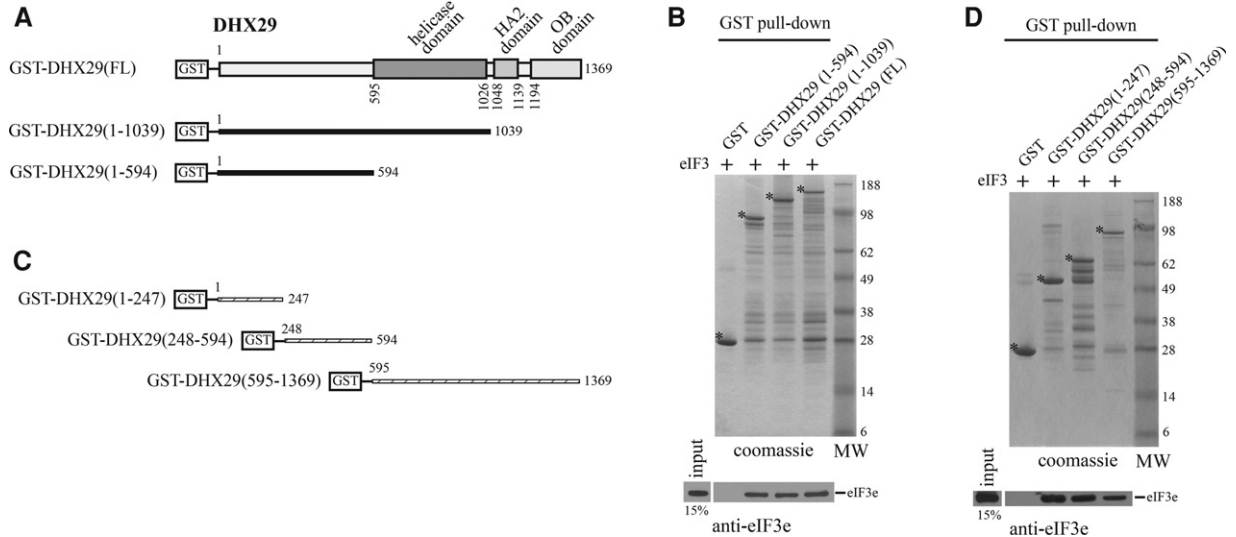 A
DHX29
helicase
domain
HA2
domain
OB
domain
GST-DHX29(FL)
GST
1
1369
595
1026
1048
1139
1194
GST-DHX29(1-1039)
GST
1
1039
GST-DHX29(1-594)
GST
1
594
C
GST-DHX29(1-247)
GST
1
247
GST-DHX29(248-594)
GST
248
594
GST-DHX29(595-1369)
GST
595
1369
B
GST pull-down
GST
GST-DHX29 (1-594)
GST-DHX29 (1-1039)
GST-DHX29 (FL)
eIF3 + + + +
*
*
*
*
188
98
62
49
38
28
14
6
coomassie MW
input
15%
eIF3e
anti-eIF3e
D
GST pull-down
GST
GST-DHX29(1-247)
GST-DHX29(248-594)
GST-DHX29(595-1369)
eIF3 + + + +
*
*
*
*
188
98
62
49
38
28
14
6
coomassie MW
input
15%
eIF3e
anti-eIF3e